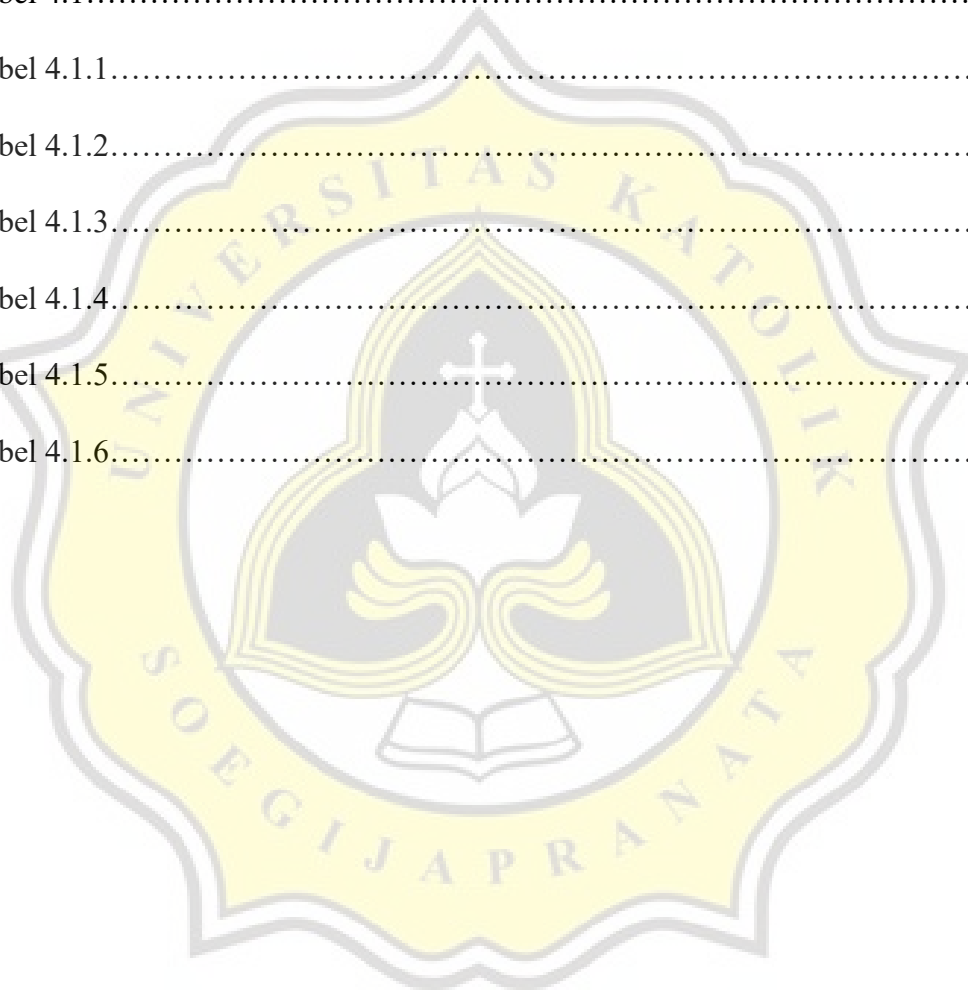 bel 4.1......................................................................................
bel 4.1.1...................................................................................
bel 4.1.2...................................................................................
bel 4.1.3...................................................................................
bel 4.1.4...................................................................................
bel 4.1.5...................................................................................
bel 4.1.6...................................................................................
UNIVERSITAS KATOLIK
SOEGIJAPRANATA